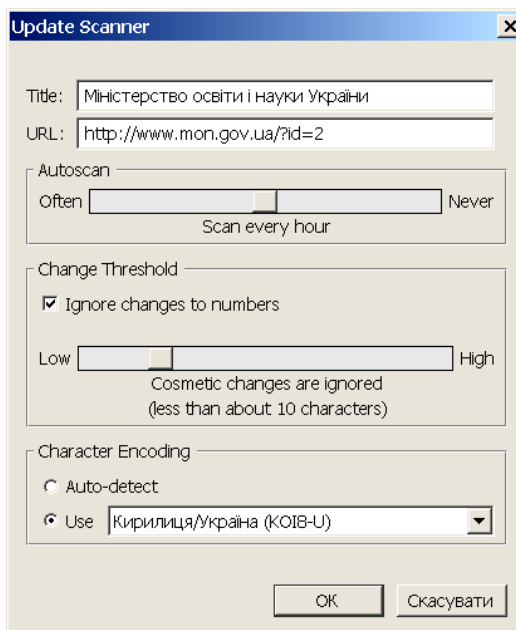 Update Scanner
Title: Міністерство освіти і науки України
URL: http://www.mon.gov.ua/?id=2
Autoscan
Often Never
Scan every hour
Change Threshold
Ignore changes to numbers
Low High
Cosmetic changes are ignored
(less than about 10 characters)
Character Encoding
Auto-detect
Use Кирилиця/Україна (KOI8-U)
OK Скасувати